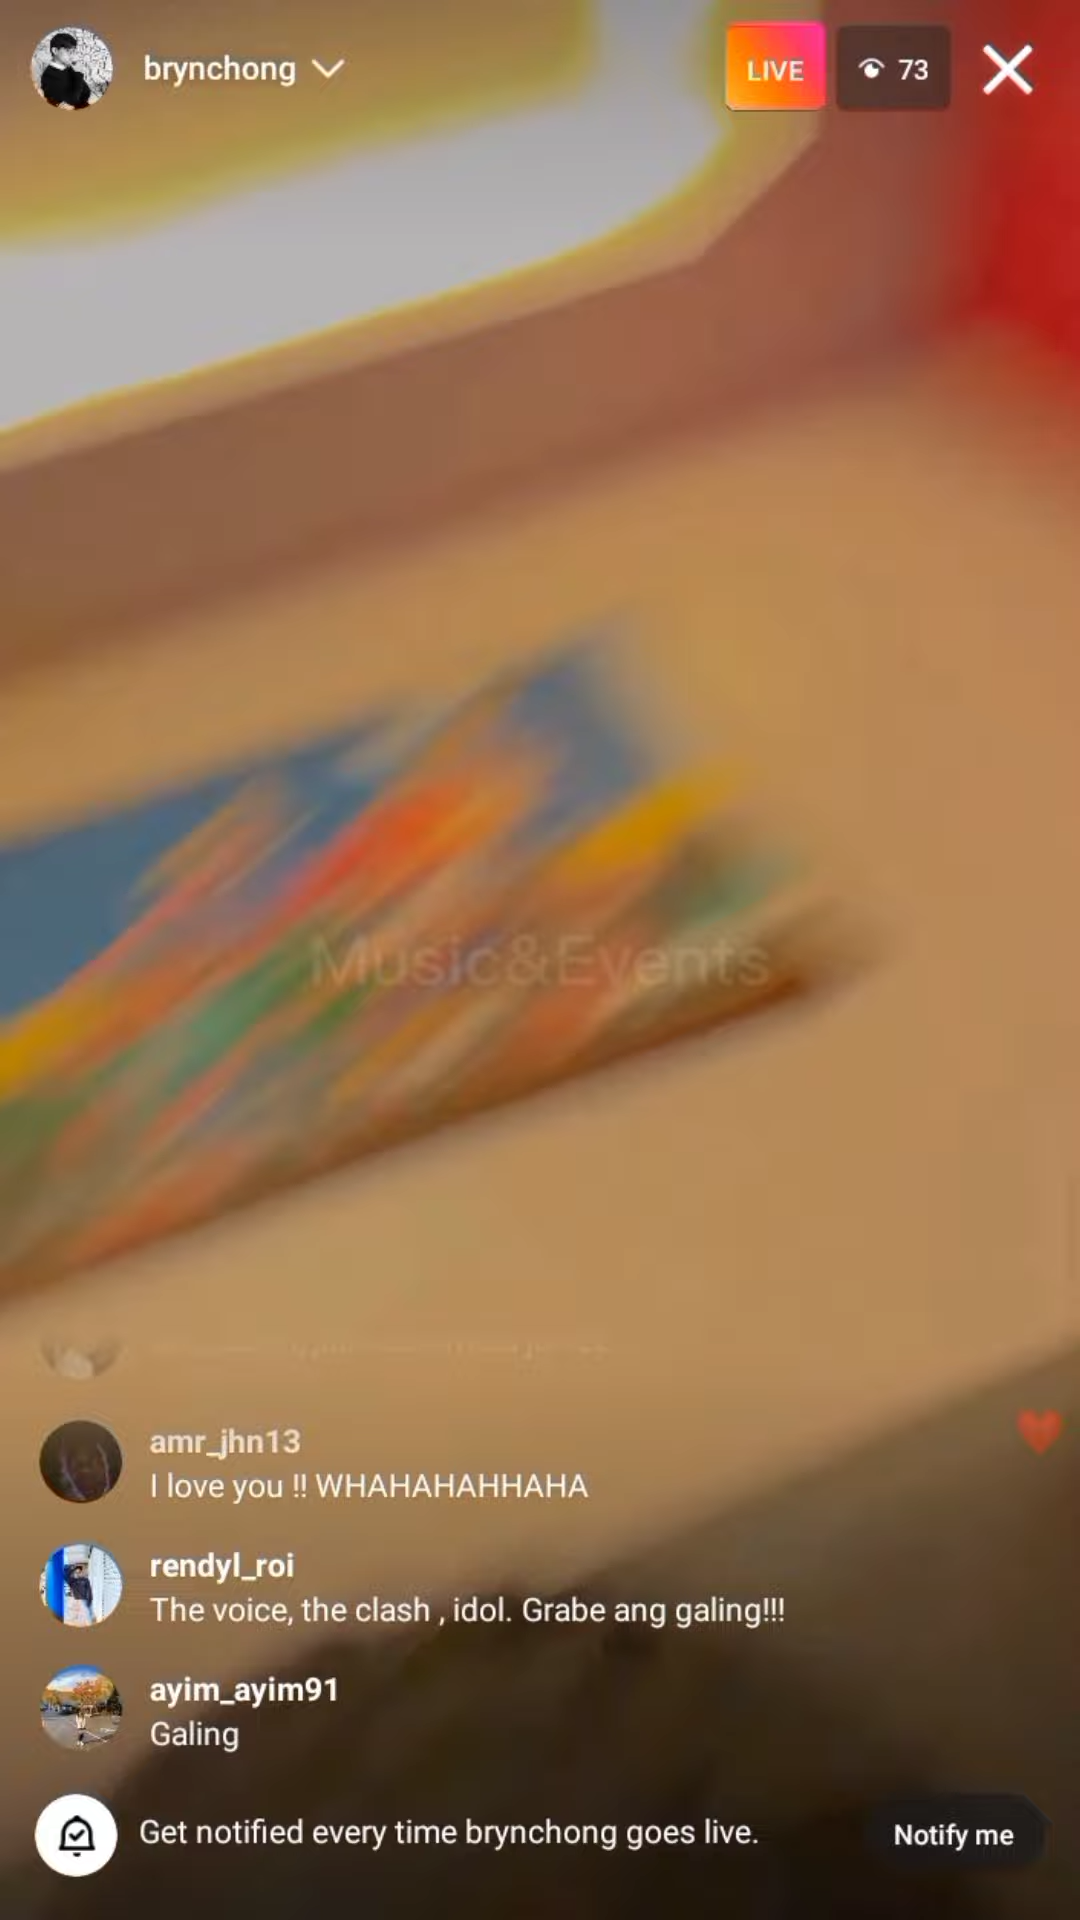 brynchong
LIVE
73
Music&Events
amr_jhn13
I love you !! WHAHAHAHHAHA
rendyl_roi
The voice, the clash , idol. Grabe ang galing!!!
ayim_ayim91
Galing
Get notified every time brynchong goes live.
Notify me